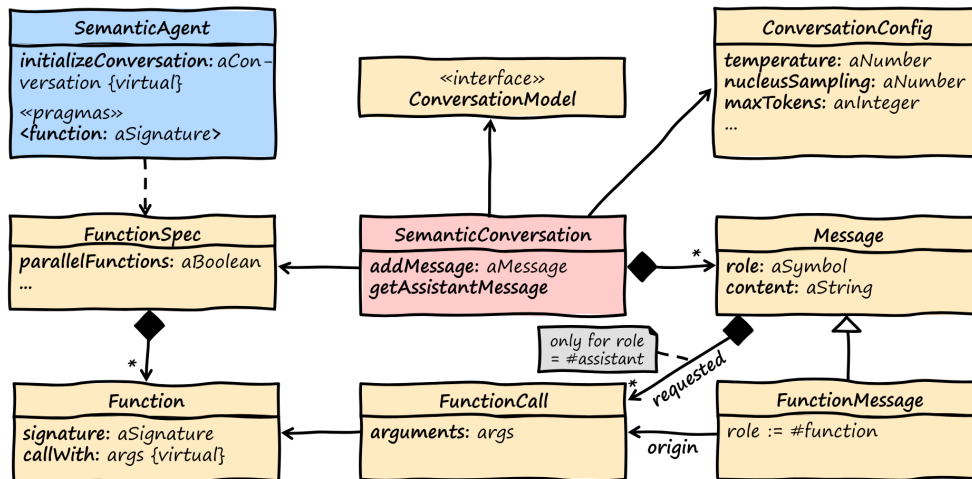 SemanticAgent
initializeConversation: aCon-
versation {virtual}
«pragmas»
<function: aSignature>
«interface»
ConversationModel
ConversationConfig
temperature: aNumber
nucleusSampling: aNumber
maxTokens: anInteger
...
FunctionSpec
parallelFunctions: aBoolean
...
SemanticConversation
addMessage: aMessage
getAssistantMessage
*
Message
role: aSymbol
content: aString
only for role
= #assistant
*
requested
*
Function
signature: aSignature
callWith: args {virtual}
FunctionCall
arguments: args
origin
FunctionMessage
role := #function